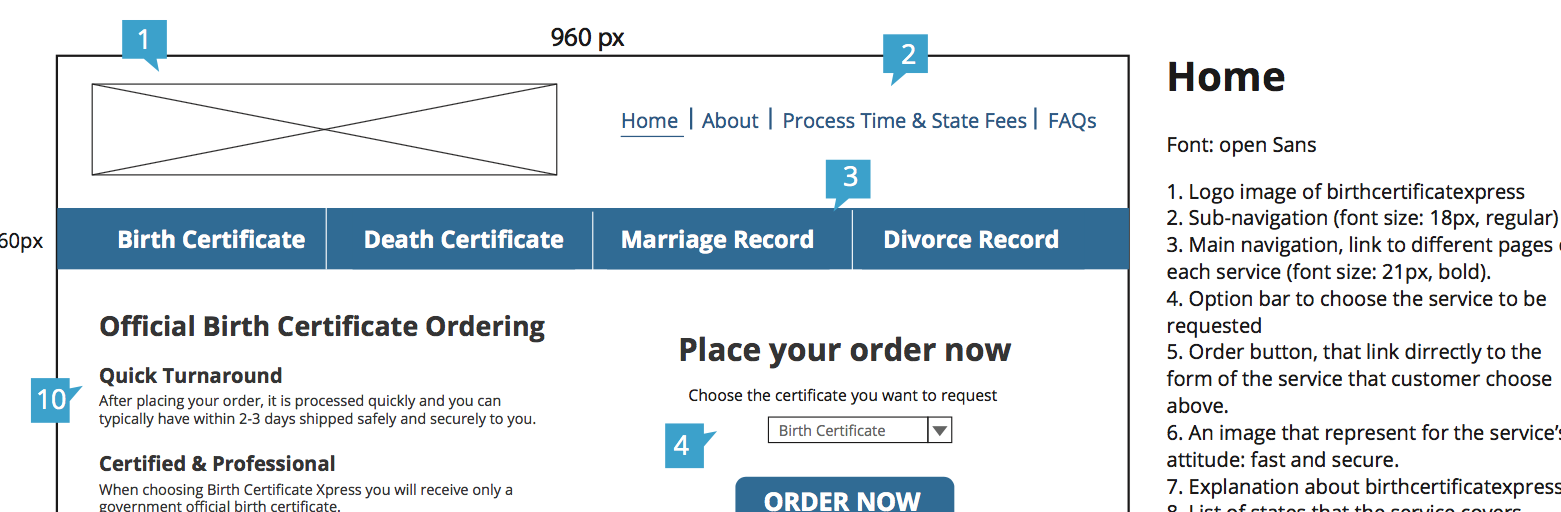 960 px
1
2
Home | About | Process Time & State Fees | FAQs
3
60px
Birth Certificate Death Certificate Marriage Record Divorce Record
Official Birth Certificate Ordering
Quick Turnaround
10
After placing your order, it is processed quickly and you can
typically have within 2-3 days shipped safely and securely to you.
Certified & Professional
When choosing Birth Certificate Xpress you will receive only a
government official birth certificate.
Place your order now
Choose the certificate you want to request
Birth Certificate
4
ORDER NOW
Home
Font: open Sans
1. Logo image of birthcertificatexpress
2. Sub-navigation (font size: 18px, regular)
3. Main navigation, link to different pages
each service (font size: 21px, bold).
4. Option bar to choose the service to be
requested
5. Order button, that link dirrectly to the
form of the service that customer choose
above.
6. An image that represent for the service's
attitude: fast and secure.
7. Explanation about birthcertificatexpress
8. List of states that the service covers